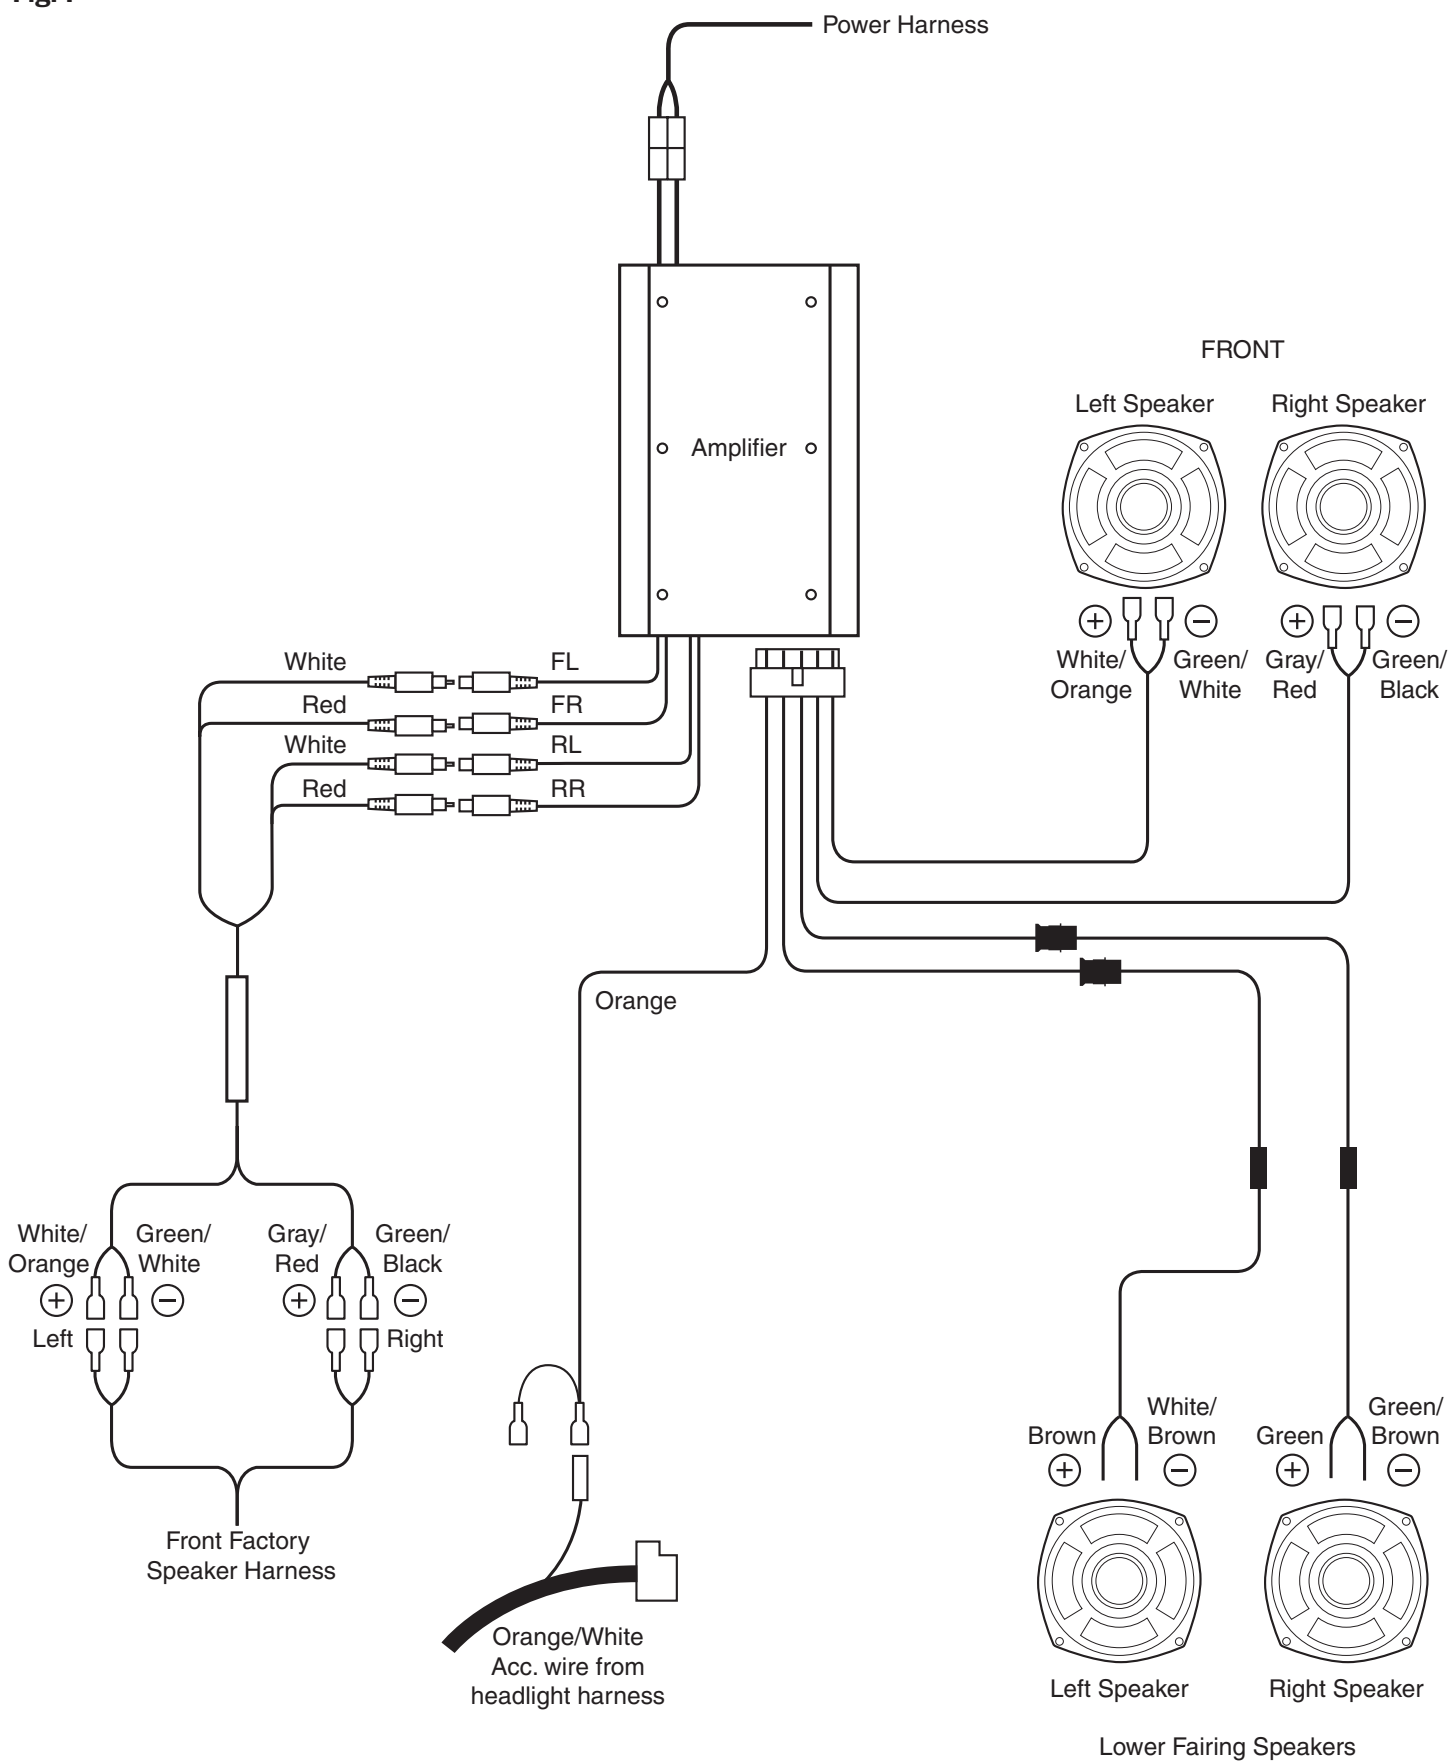 Power Harness
FRONT
Left Speaker
Right Speaker
Amplifier
+
−
+
−
White/
Orange
Green/
White
Gray/
Red
Green/
Black
White
FL
Red
FR
White
RL
Red
RR
Orange
White/
Orange
Green/
White
Gray/
Red
Green/
Black
+
−
+
−
Left
Right
Front Factory
Speaker Harness
Orange/White
Acc. wire from
headlight harness
Brown
White/
Brown
Green
Green/
Brown
+
−
+
−
Left Speaker
Right Speaker
Lower Fairing Speakers